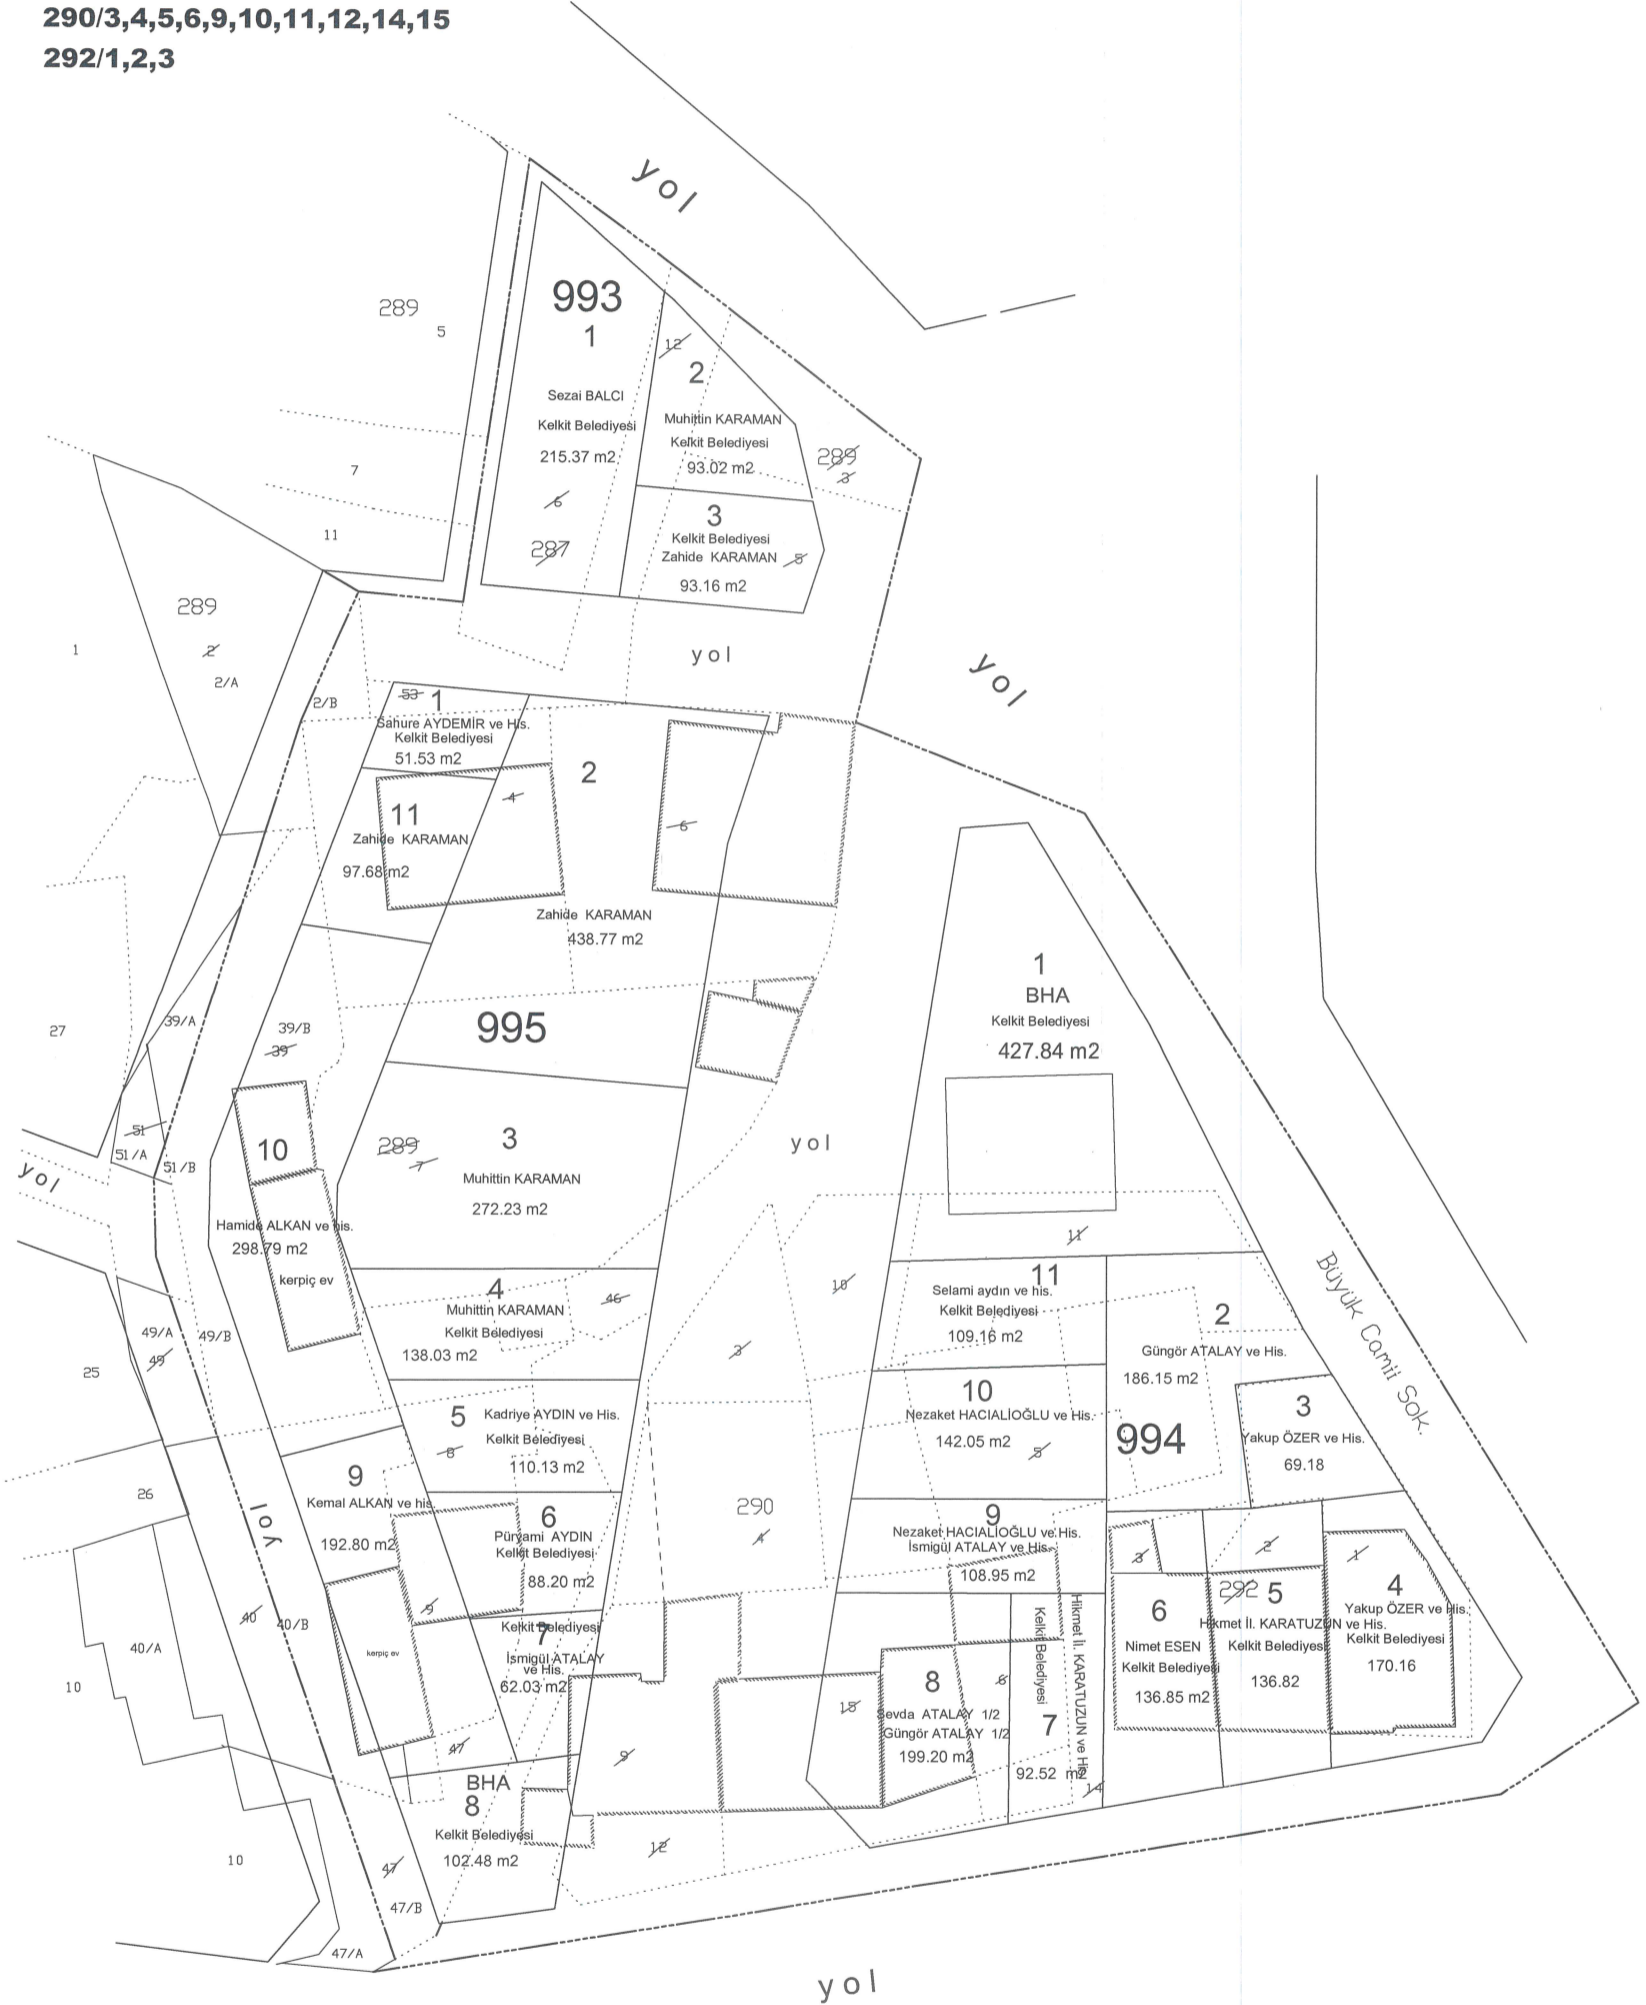 290/3,4,5,6,9,10,11,12,14,15
292/1,2,3
yol
993
1
Sezai BALCI
Kelkit Belediyesi
215.37 m2
6
287
12
2
Muhittin KARAMAN
Kelkit Belediyesi
93.02 m2
289
3
3
Kelkit Belediyesi
Zahide KARAMAN
5
93.16 m2
289
5
7
11
289
2
2/A
1
2/B
yol
yol
53
1
Sahure AYDEMİR ve His.
Kelkit Belediyesi
51.53 m2
2
4
6
11
Zahide KARAMAN
97.68 m2
Zahide KARAMAN
438.77 m2
995
27
39/A
39/B
39
51
51/A
51/B
yol
10
Hamide ALKAN ve his.
298.79 m2
kerpiç ev
289
7
3
Muhittin KARAMAN
272.23 m2
yol
1
BHA
Kelkit Belediyesi
427.84 m2
11
4
Muhittin KARAMAN
Kelkit Belediyesi
138.03 m2
46
3
10
49/A
49
49/B
25
5
Kadriye AYDIN ve His.
Kelkit Belediyesi
110.13 m2
8
11
Selami aydın ve his.
Kelkit Belediyesi
109.16 m2
2
Güngör ATALAY ve His.
186.15 m2
Büyük Camii Sok.
10
Nezaket HACIALİOĞLU ve His.
142.05 m2
5
994
3
Yakup ÖZER ve His.
69.18
26
yol
9
Kemal ALKAN ve his.
192.80 m2
9
6
Püryami AYDIN
Kelkit Belediyesi
88.20 m2
290
4
9
Nezaket HACIALİOĞLU ve His.
İsmigül ATALAY ve His.
108.95 m2
3
2
1
292
6
Nimet ESEN
Kelkit Belediyesi
136.85 m2
5
Hikmet İl. KARATUZUN ve His.
Kelkit Belediyesi
136.82
4
Yakup ÖZER ve His.
Kelkit Belediyesi
170.16
40
40/B
40/A
10
kerpiç ev
Kelkit Belediyesi
7
İsmigül ATALAY
ve His.
62.03 m2
47
9
15
8
Sevda ATALAY 1/2
Güngör ATALAY 1/2
199.20 m2
6
Kelkit Belediyesi
Hikmet İl. KARATUZUN ve His.
7
92.52 m2
14
BHA
8
Kelkit Belediyesi
102.48 m2
12
10
47
47/B
47/A
yol